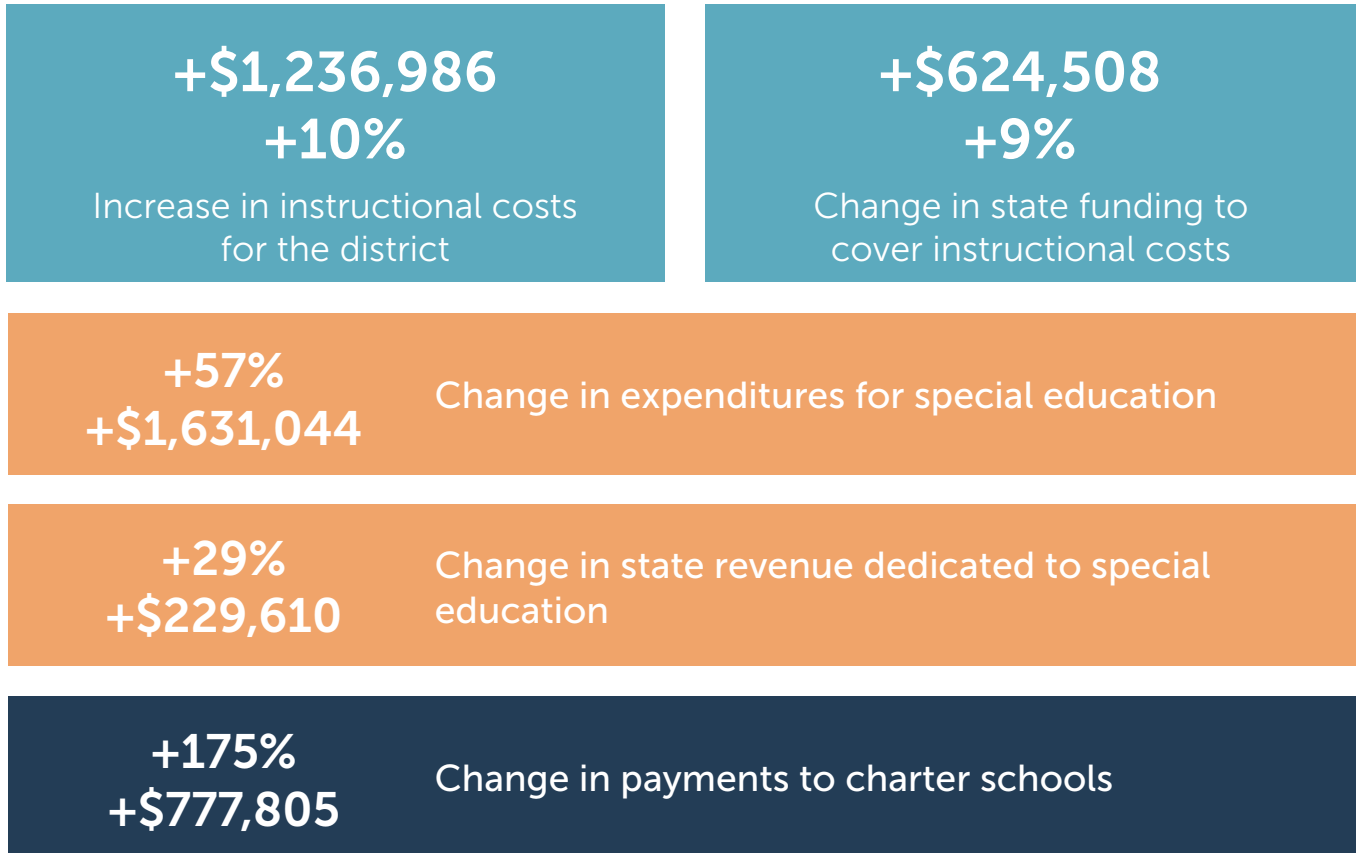 +$1,236,986
+10%
Increase in instructional costs
for the district
+$624,508
+9%
Change in state funding to
cover instructional costs
+57%
+$1,631,044
Change in expenditures for special education
+29%
+$229,610
Change in state revenue dedicated to special
education
+175%
+$777,805
Change in payments to charter schools